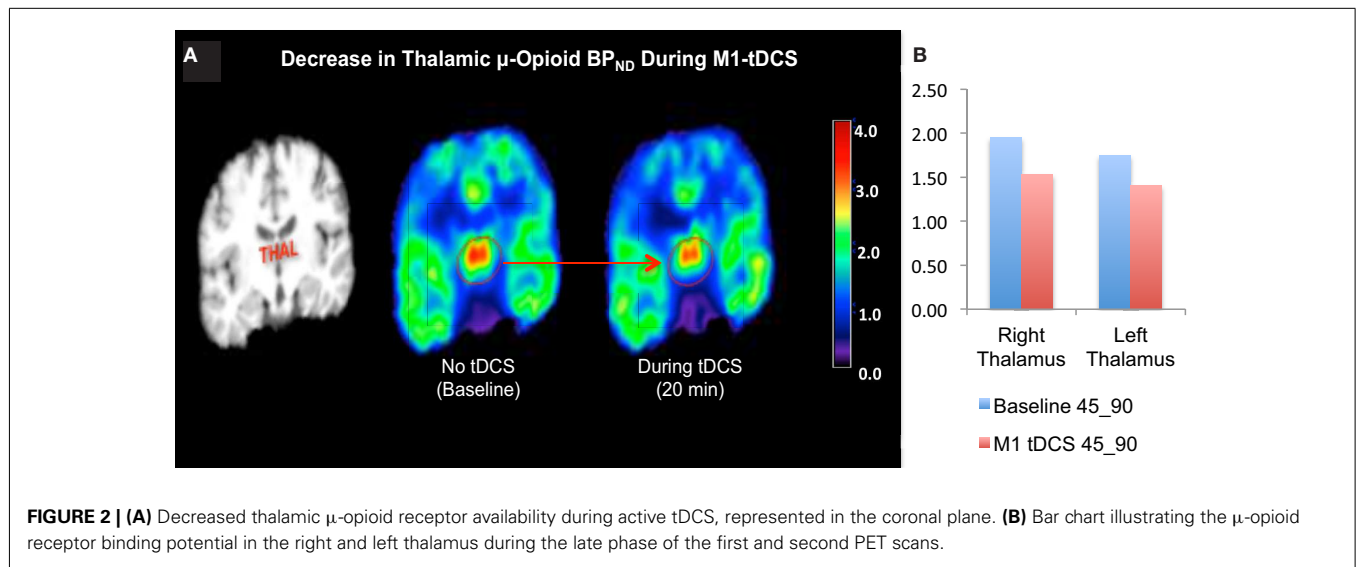 A
Decrease in Thalamic μ-Opioid BPND During M1-tDCS
THAL
No tDCS
(Baseline)
During tDCS
(20 min)
4.0
3.0
2.0
1.0
0.0
B
2.50
2.00
1.50
1.00
0.50
0.00
Right
Thalamus
Left
Thalamus
Baseline 45_90
M1 tDCS 45_90
FIGURE 2 | (A) Decreased thalamic μ-opioid receptor availability during active tDCS, represented in the coronal plane. (B) Bar chart illustrating the μ-opioid
receptor binding potential in the right and left thalamus during the late phase of the first and second PET scans.